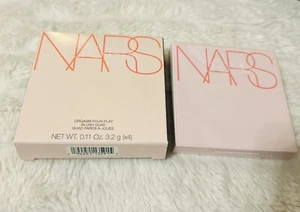 NARS
ORGASM FOUR PLAY
BLUSH QUAD
QUAD FARDS À JOUES
NET WT. 0.11 Oz. 3.2 g (x4)
NARS